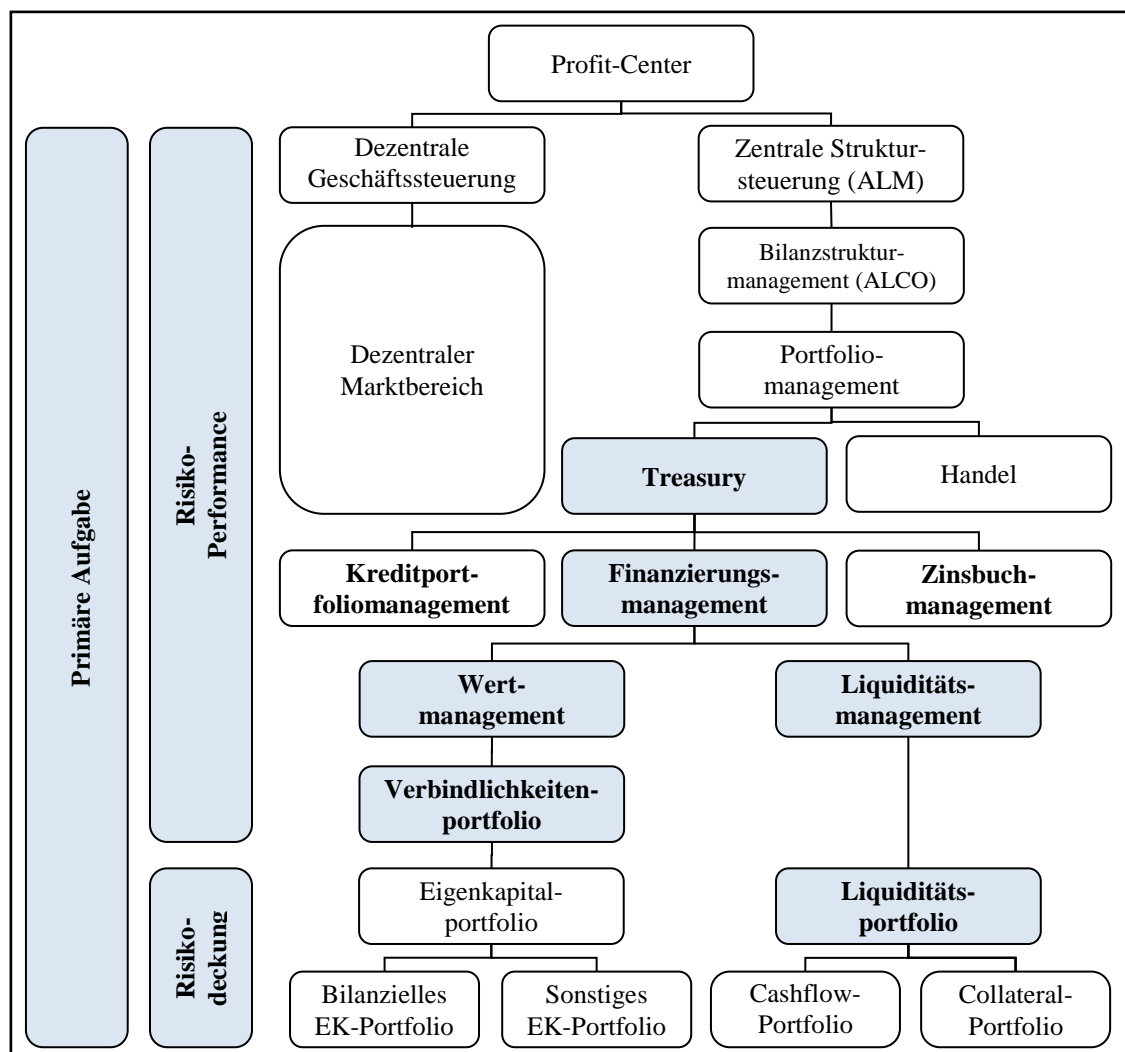 Profit-Center
Dezentrale
Geschäftssteuerung
Zentrale Struktur-
steuerung (ALM)
Bilanzstruktur-
management (ALCO)
Dezentraler
Marktbereich
Portfolio-
management
Treasury
Handel
Kreditport-
foliomanagement
Finanzierungs-
management
Zinsbuch-
management
Wert-
management
Liquiditäts-
management
Verbindlichkeiten-
portfolio
Eigenkapital-
portfolio
Liquiditäts-
portfolio
Bilanzielles
EK-Portfolio
Sonstiges
EK-Portfolio
Cashflow-
Portfolio
Collateral-
Portfolio
Primäre Aufgabe
Risiko-
Performance
Risiko-
deckung